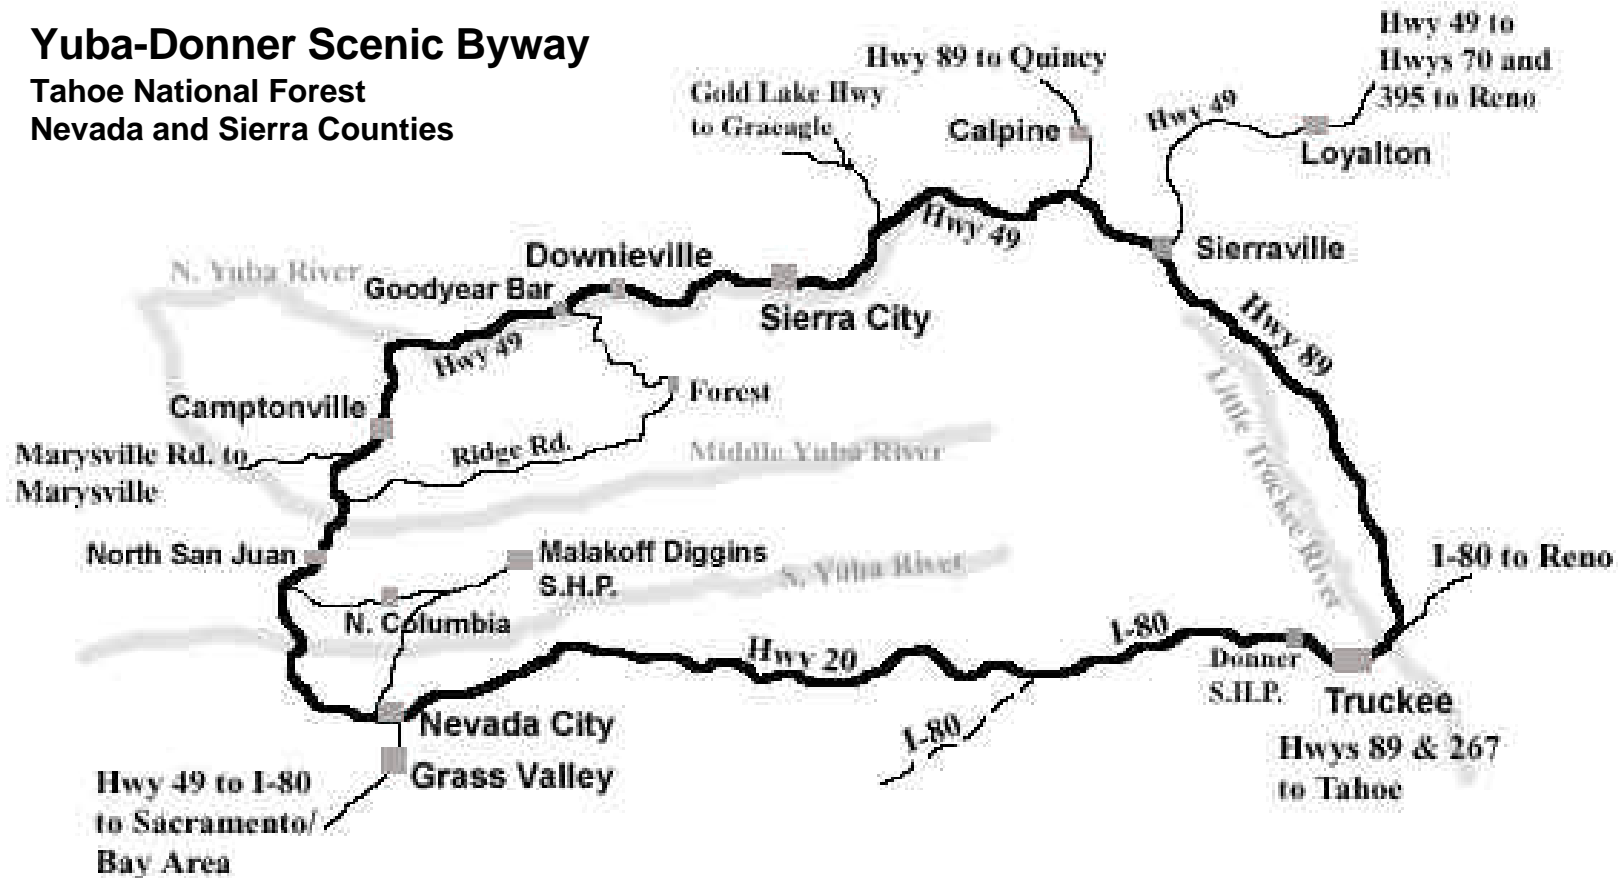 Yuba-Donner Scenic Byway
Tahoe National Forest
Nevada and Sierra Counties
Hwy 49 to
Hwys 70 and
395 to Reno
Hwy 89 to Quincy
Gold Lake Hwy
to Graeagle
Calpine
Hwy 49
Loyalton
Hwy 49
Sierraville
Downieville
N. Yuba River
Goodyear Bar
Sierra City
Hwy 49
Hwy 89
Forest
Little Truckee River
Camptonville
Marysville Rd. to
Marysville
Ridge Rd.
Middle Yuba River
North San Juan
Malakoff Diggins
S.H.P.
S. Yuba River
I-80 to Reno
N. Columbia
Hwy 20
I-80
Donner
S.H.P.
Truckee
Nevada City
I-80
Hwys 89 & 267
to Tahoe
Grass Valley
Hwy 49 to I-80
to Sacramento/
Bay Area